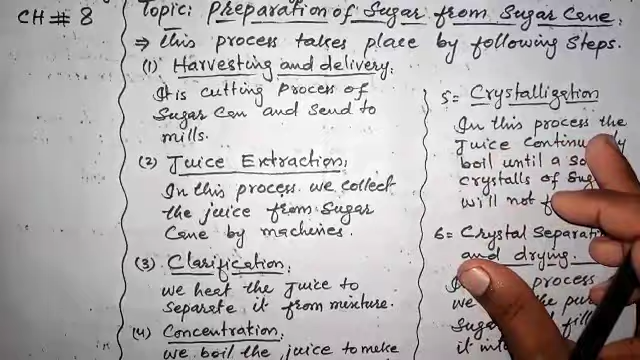 CH # 8
Topic: Preparation of Sugar from Sugar Cane.
⇒ this process takes place by following steps.
(1) Harvesting and delivery:
It is cutting process of
Sugar Can and send to
mills.
(2) Juice Extraction:
In this process we collect
the juice from Sugar
Cane by machines.
(3) Clarification:
we heat the Juice to
Separate it from mixture.
(4) Concentration:
we boil the juice to make
5= Crystallization
In this process the
Juice
boil until a
crystalls of
will not
6= Crystal
and drying.
process
we
Sugar
it